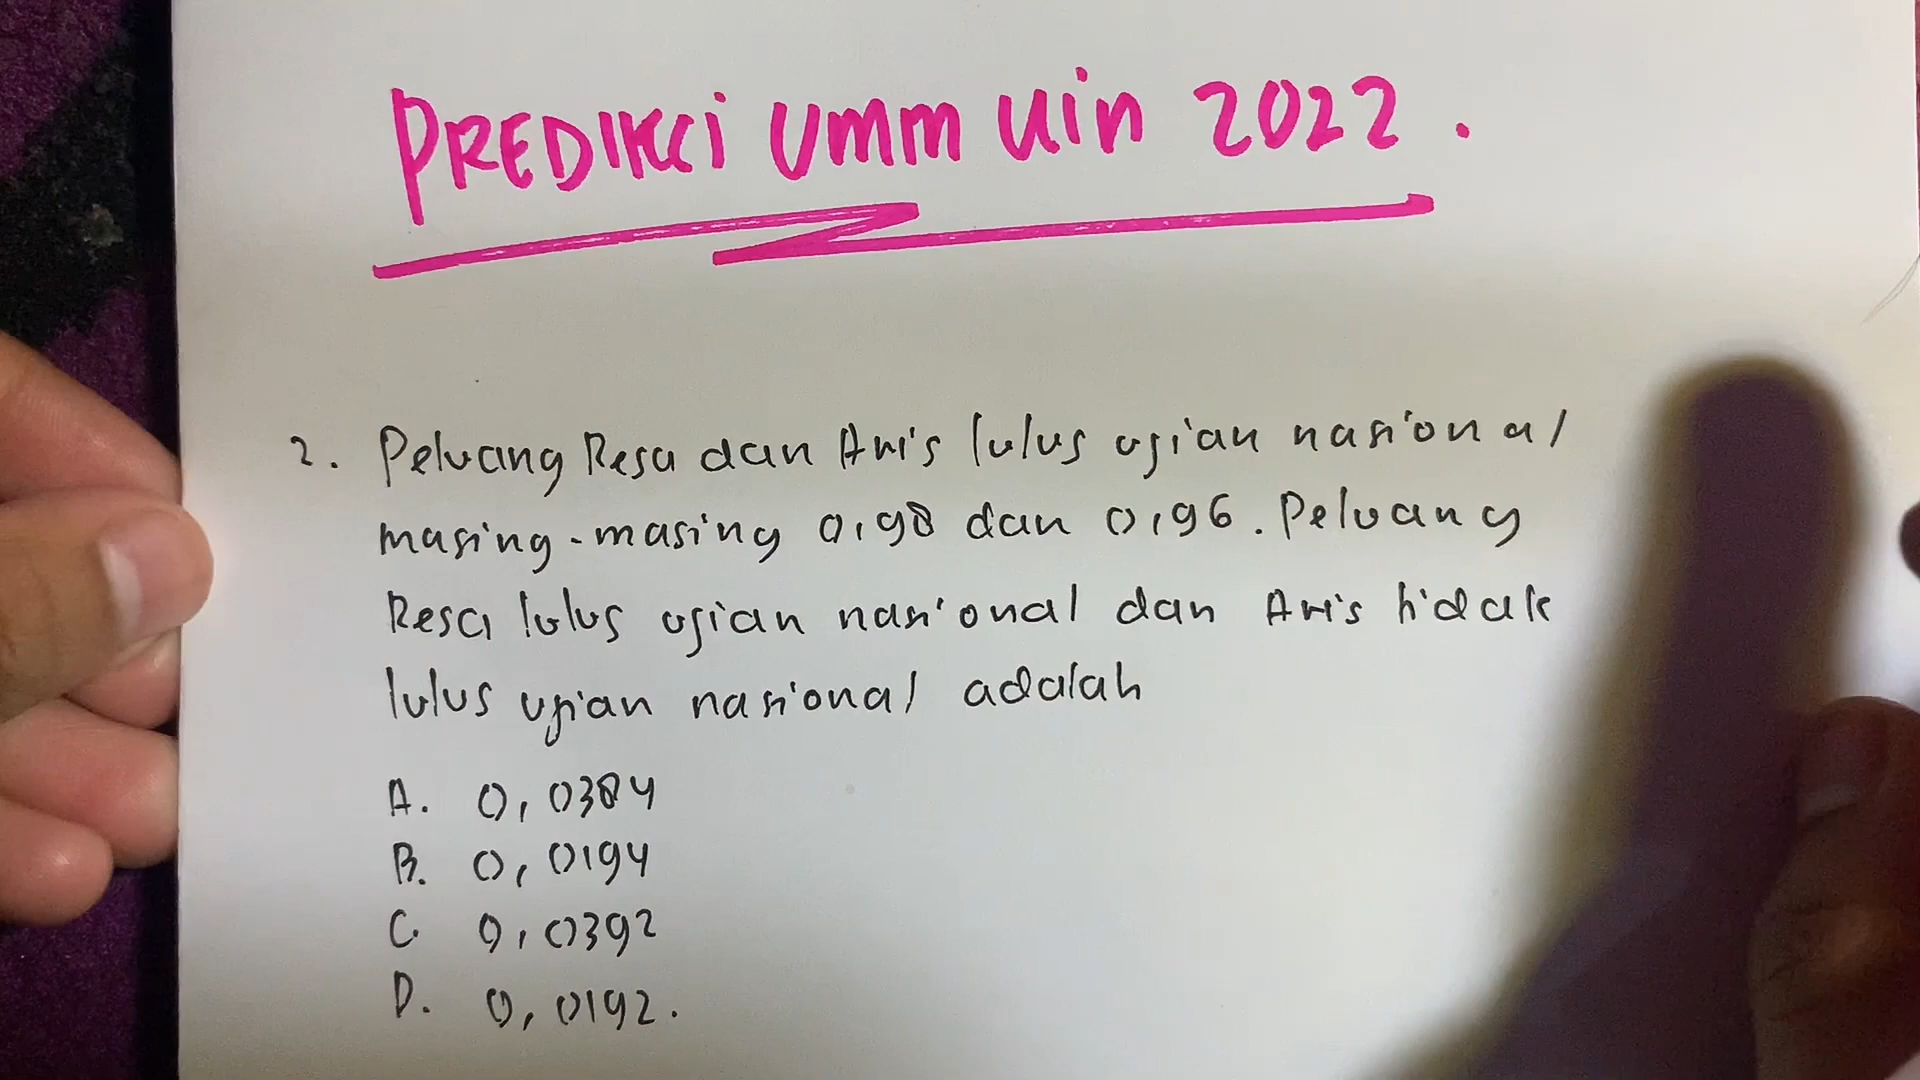 PREDIKCi UMM UiN 2022.
2. Peluang Resa dan Aris lulus ujian nasional
masing-masing 0,98 dan 0,96. Peluang
Resa lulus ujian nasional dan Aris tidak
lulus ujian nasional adalah
A. 0,0384
B. 0,0194
C. 0,0392
D. 0,0192.